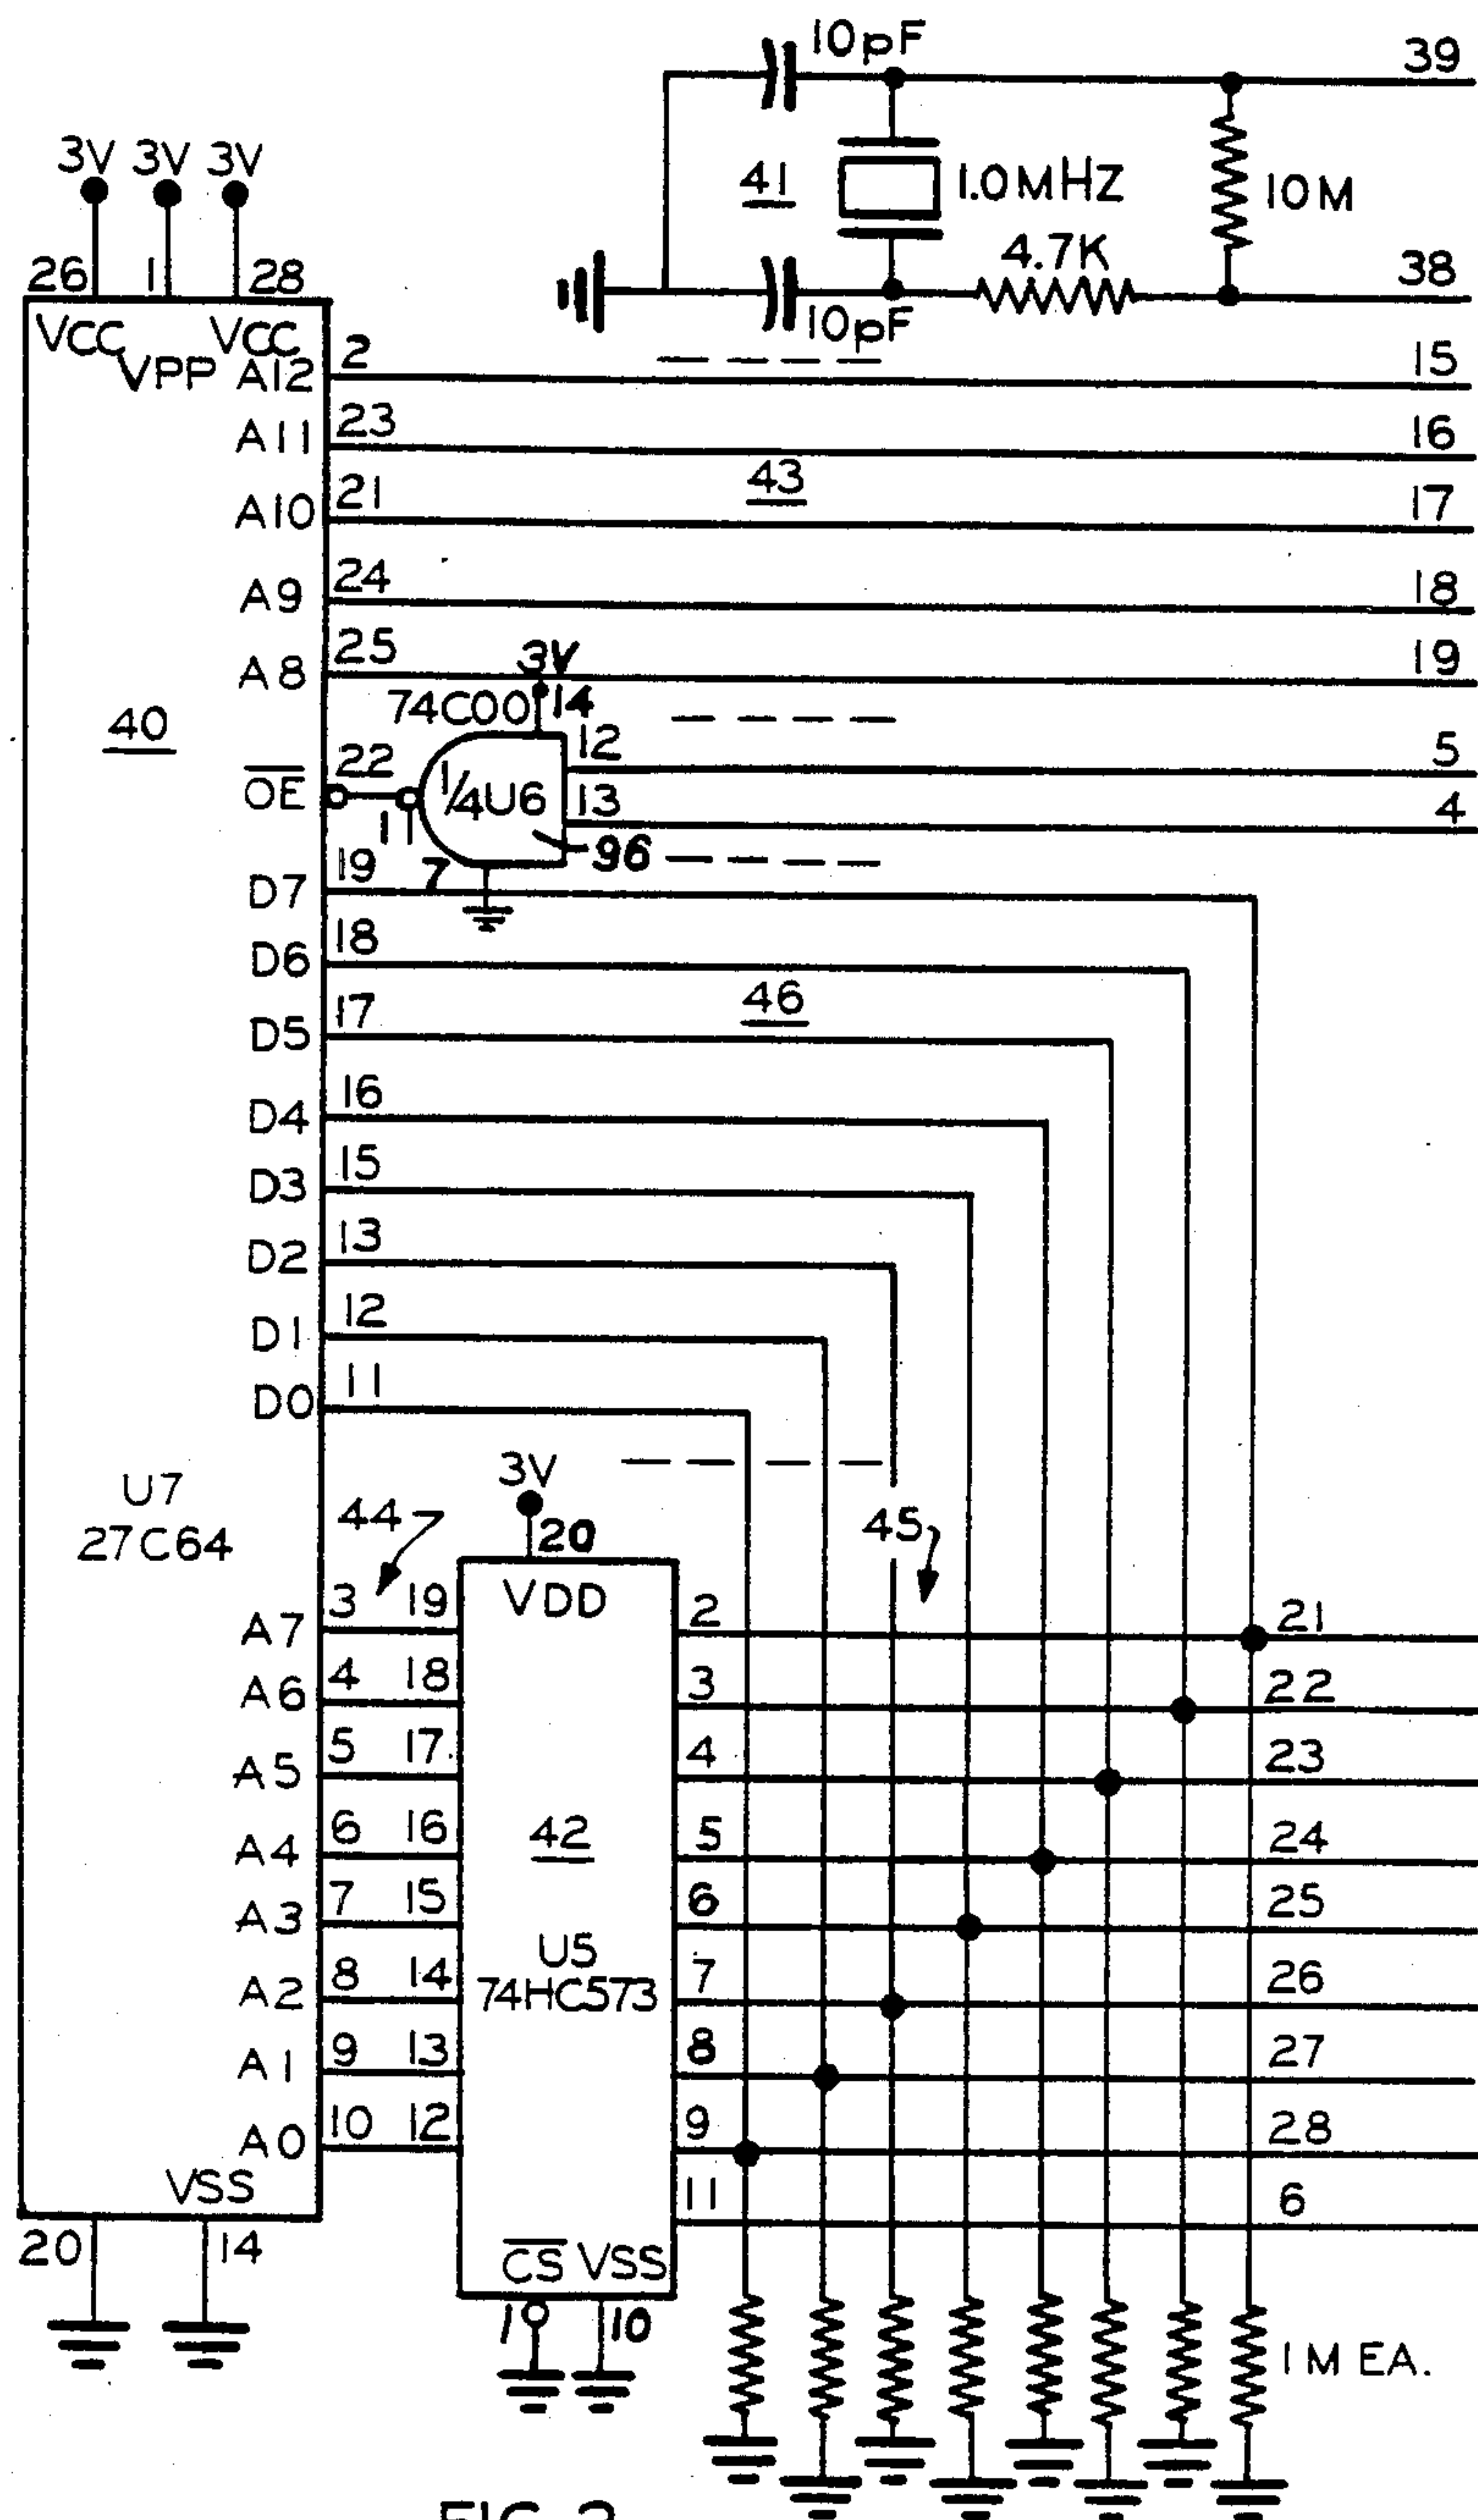 10pF
39
3V 3V 3V
41
1.0MHZ
10M
4.7K
26 1 28
38
10pF
VCC VCC
VPP A12 2 15
A11 23 16
43
A10 21 17
A9 24 18
A8 25 3V 19
74C00 14
40
12 5
OE 22 1/4U6
13 4
11
96
7
D7 19
D6 18
46
D5 17
D4 16
D3 15
D2 13
D1 12
D0 11
3V
U7
27C64
44
20
45
VDD
A7 3 19 2 21
A6 4 18 3 22
A5 5 17 4 23
42
A4 6 16 5 24
A3 7 15 6 25
U5
74HC573
A2 8 14 7 26
A1 9 13 8 27
A0 10 12 9 28
VSS
11 6
20 14
CS VSS
1 10
1M EA.